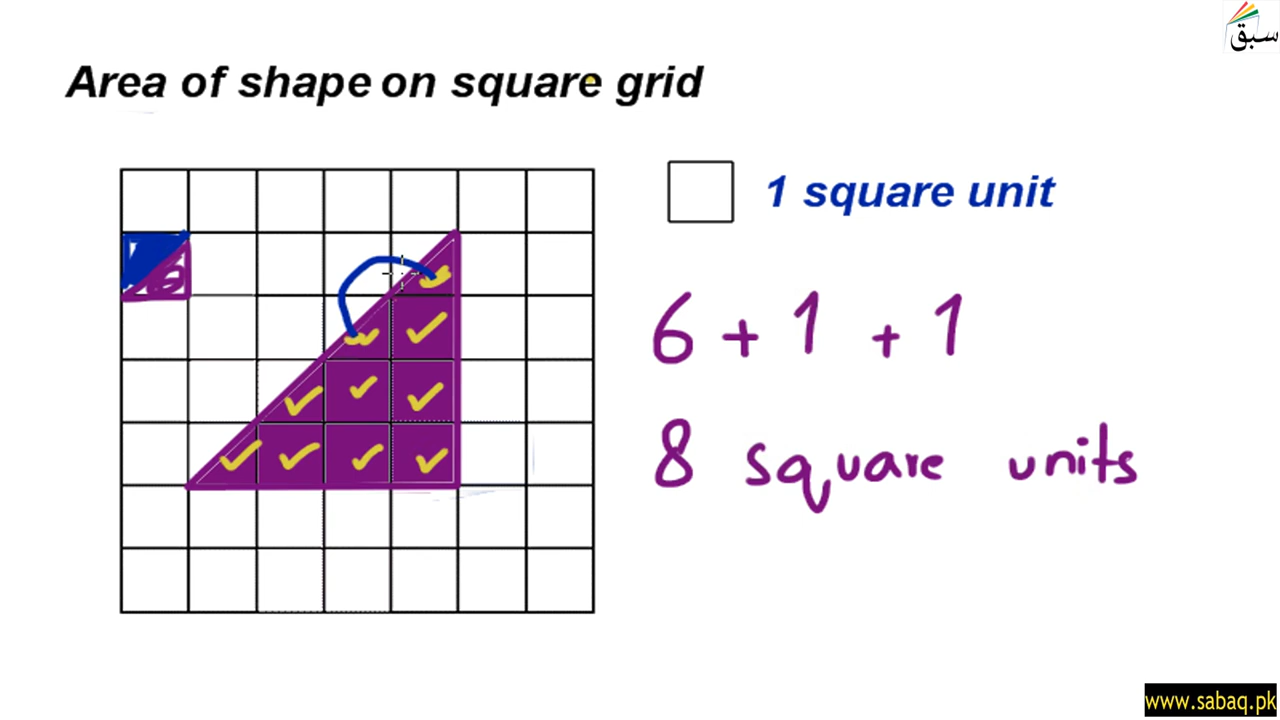 سبق
Area of shape on square grid
1 square unit
6 + 1 + 1
8 square units
www.sabaq.pk